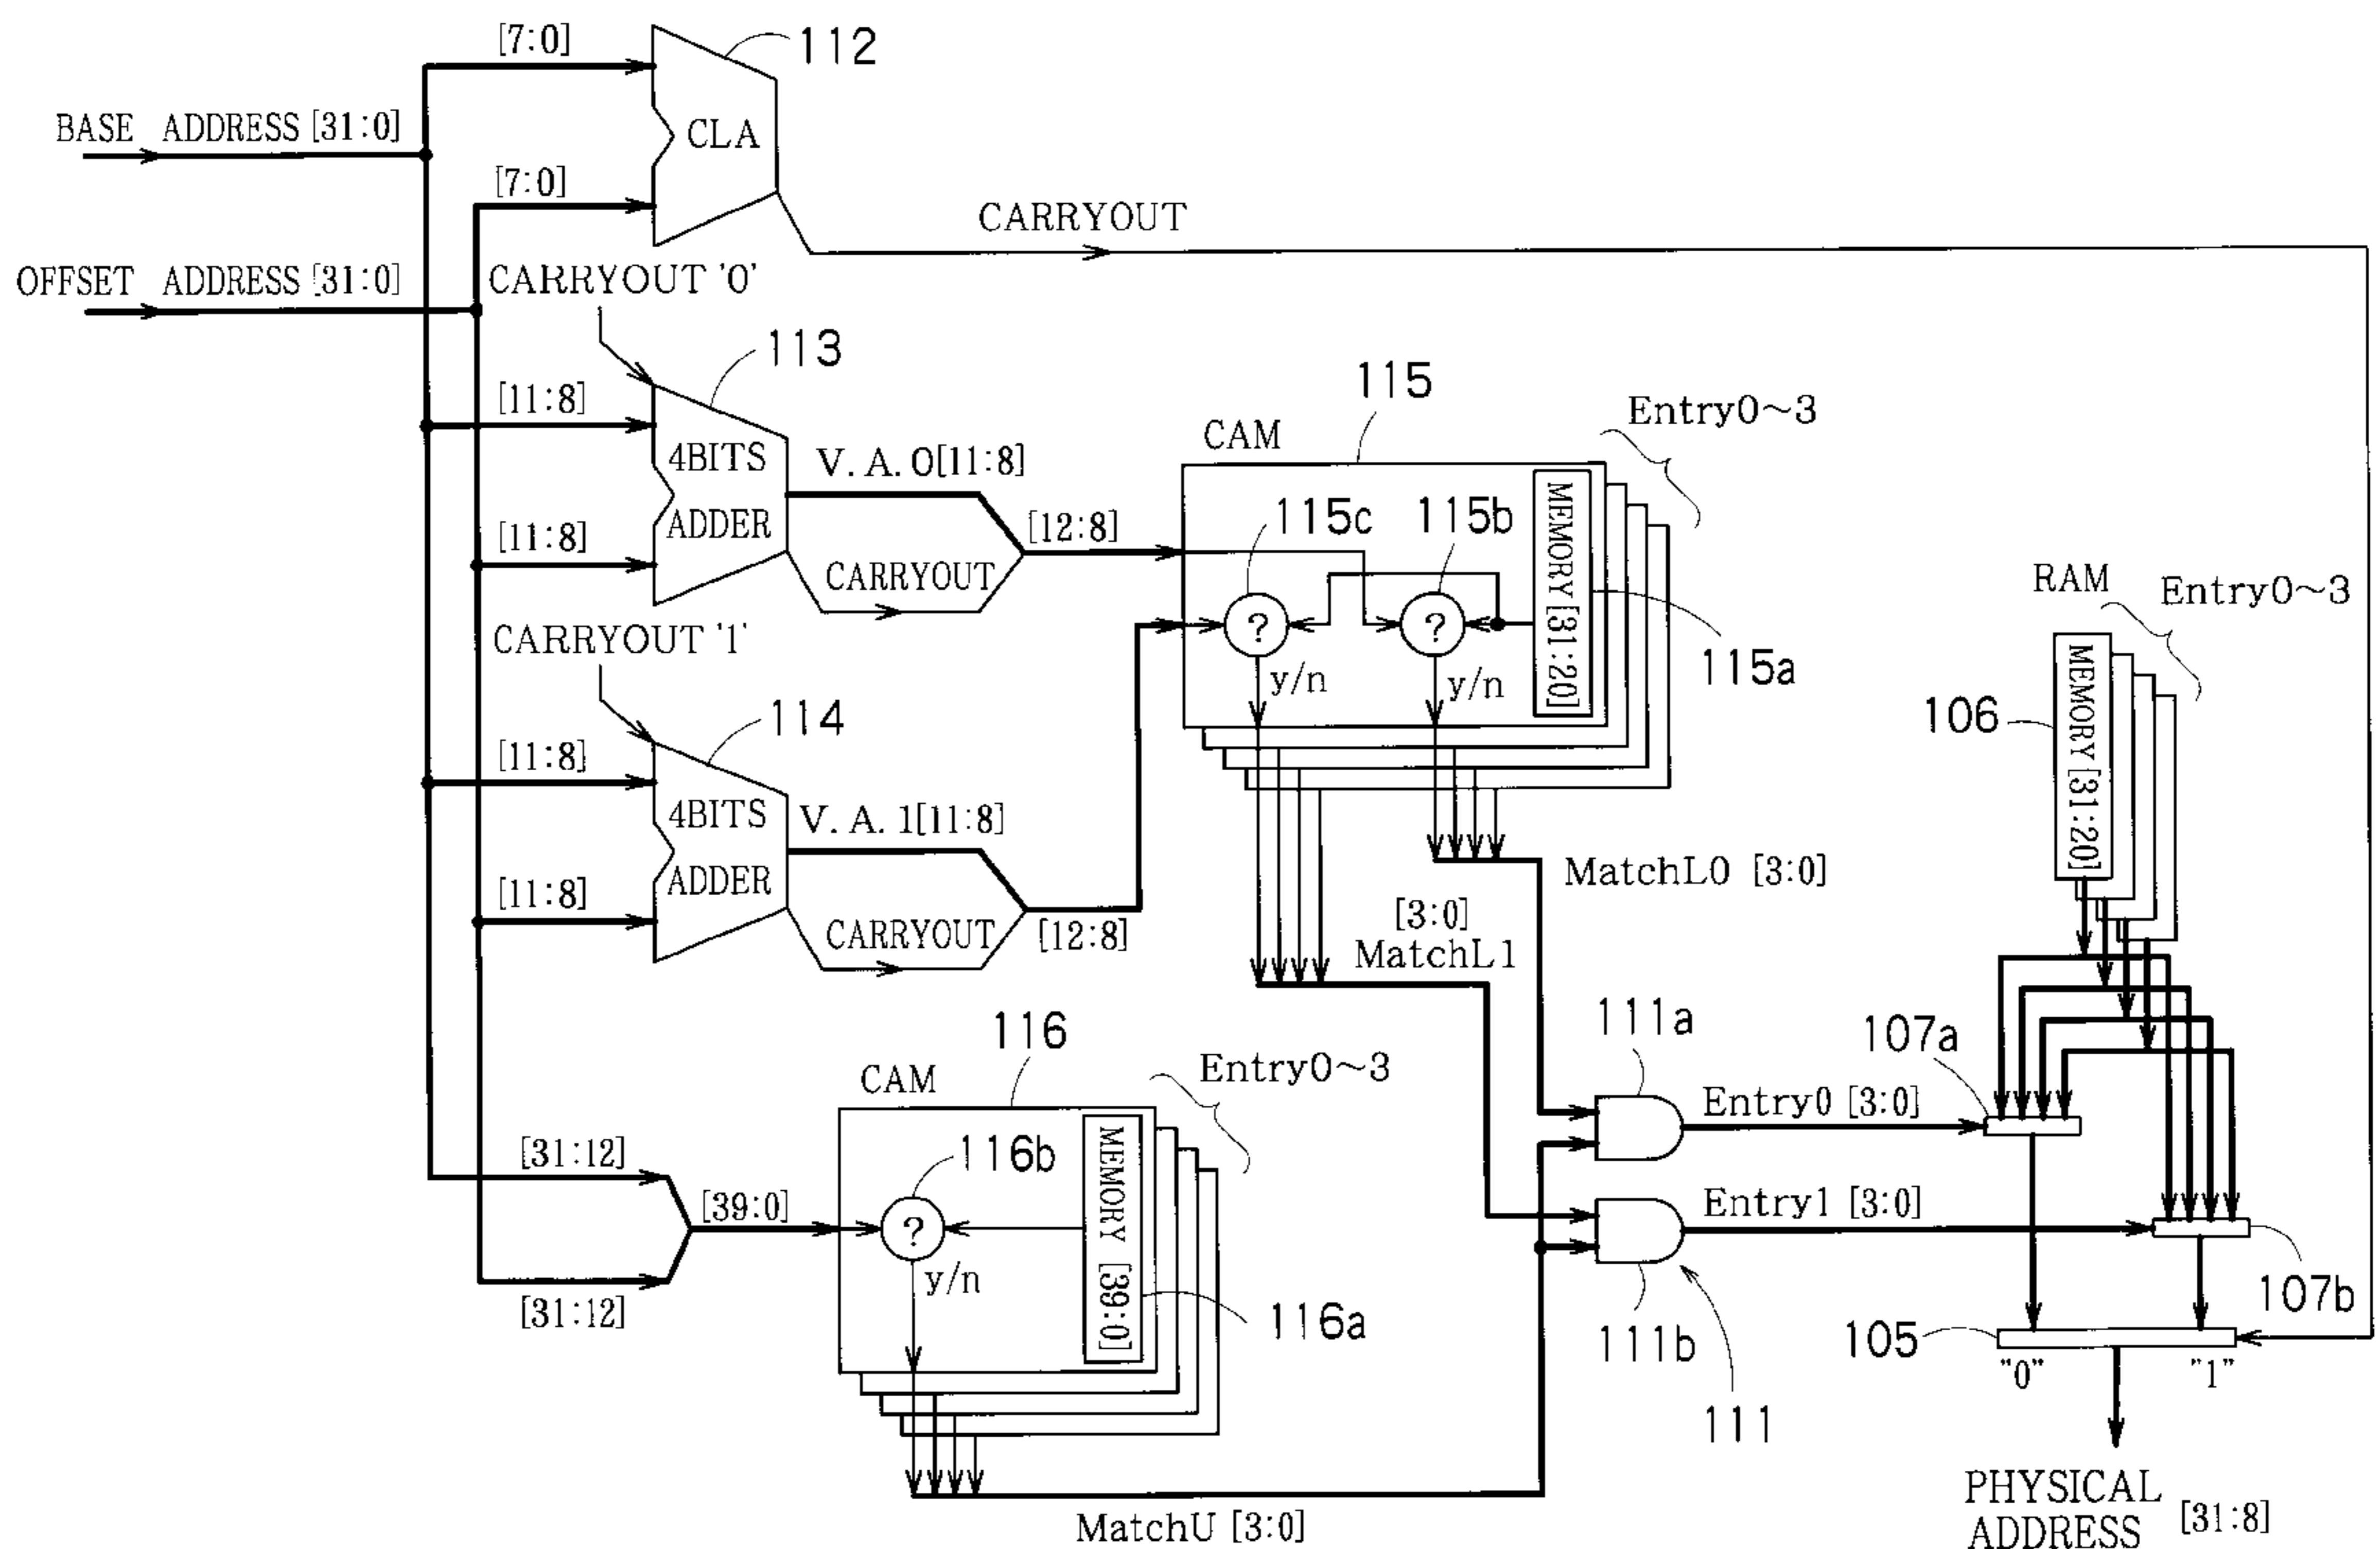 [7:0]
112
BASE ADDRESS [31:0]
CLA
[7:0]
CARRYOUT
OFFSET ADDRESS [31:0]
CARRYOUT '0'
113
[11:8]
4BITS
ADDER
V. A. 0[11:8]
[11:8]
CARRYOUT
[12:8]
115
Entry0~3
CAM
115c
115b
MEMORY [31:20]
y/n
y/n
?
?
115a
RAM
Entry0~3
106
MEMORY [31:20]
CARRYOUT '1'
114
[11:8]
4BITS
ADDER
V. A. 1[11:8]
[11:8]
CARRYOUT
[12:8]
MatchL0 [3:0]
[3:0]
MatchL1
116
CAM
Entry0~3
111a
107a
[31:12]
[39:0]
116b
?
y/n
MEMORY [39:0]
Entry0 [3:0]
Entry1 [3:0]
[31:12]
116a
111b
105
107b
"0"
"1"
111
MatchU [3:0]
PHYSICAL
ADDRESS [31:8]